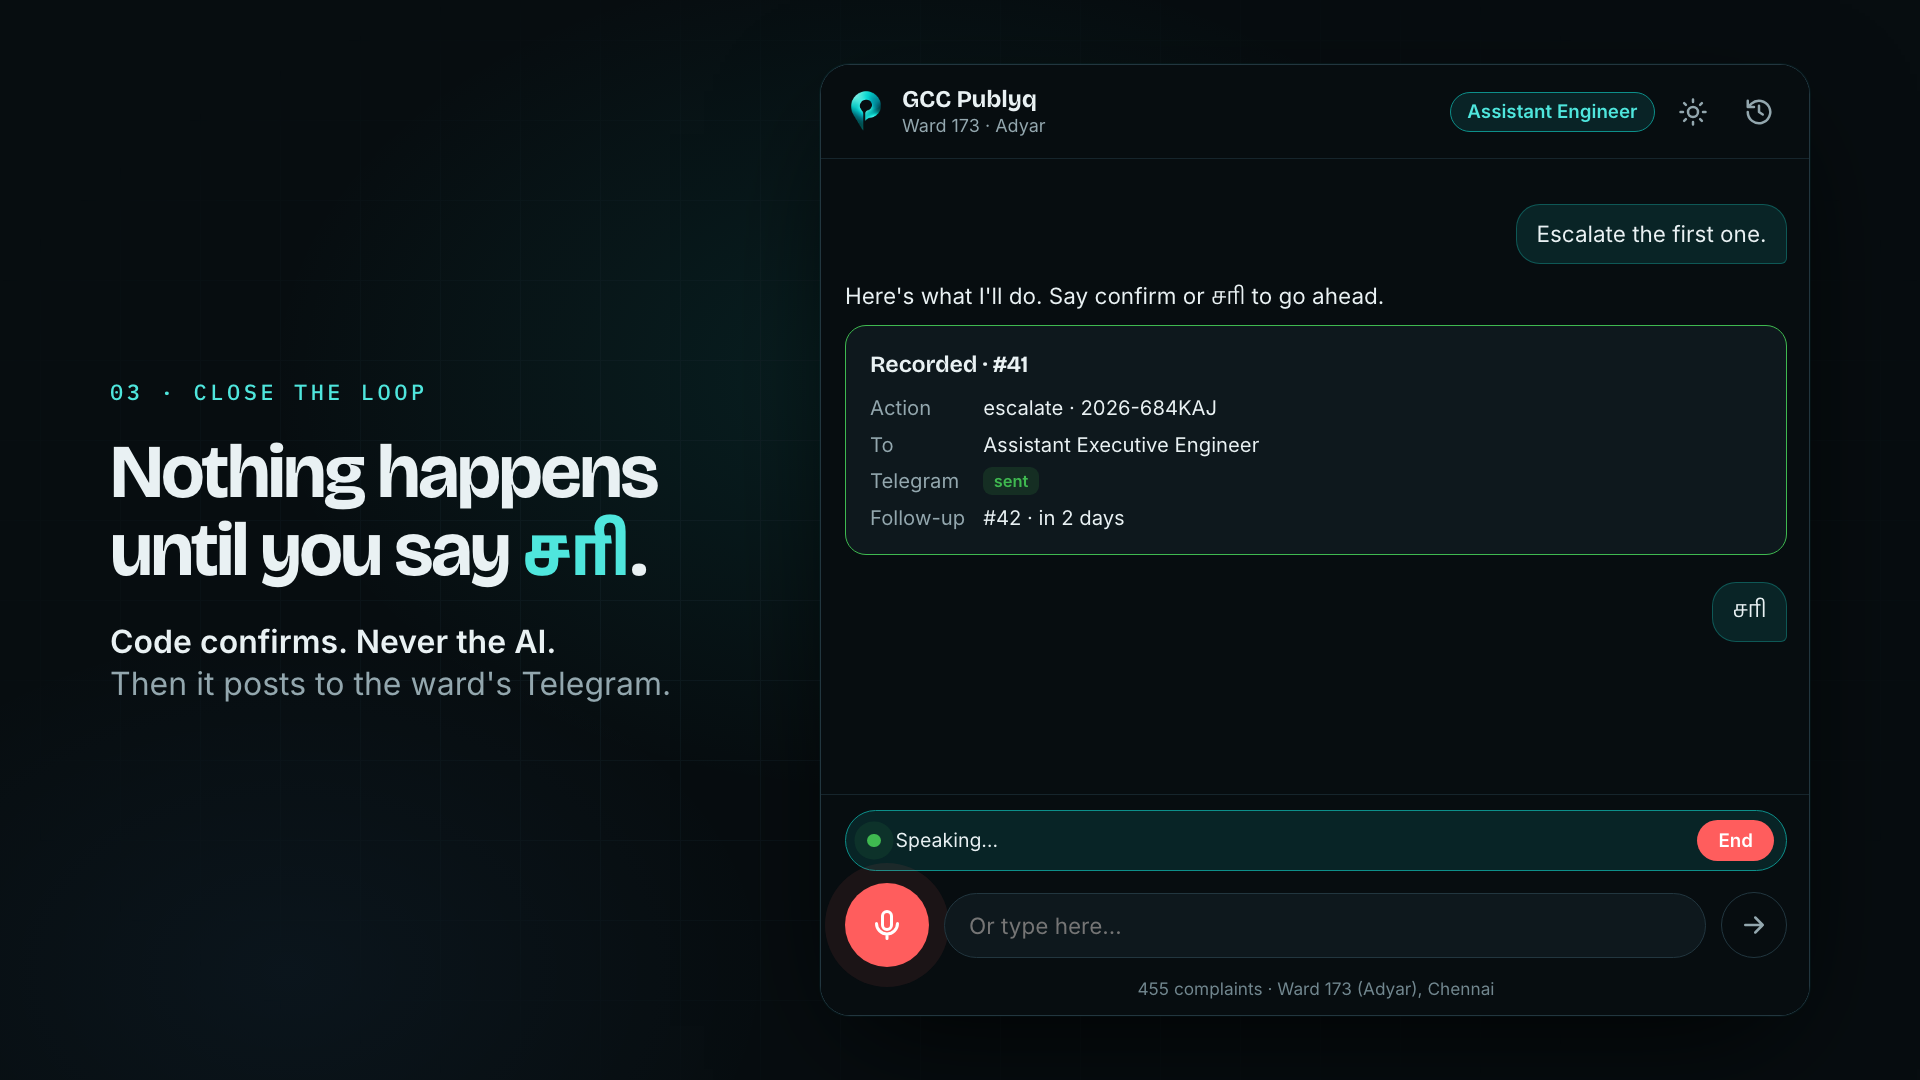 03 · CLOSE THE LOOP
Nothing happens
until you say சரி.
Code confirms. Never the AI.
Then it posts to the ward's Telegram.
GCC Publyq
Ward 173 · Adyar
Assistant Engineer
Escalate the first one.
Here's what I'll do. Say confirm or சரி to go ahead.
Recorded · #41
Action escalate · 2026-684KAJ
To Assistant Executive Engineer
Telegram sent
Follow-up #42 · in 2 days
சரி
Speaking...
End
Or type here...
455 complaints · Ward 173 (Adyar), Chennai